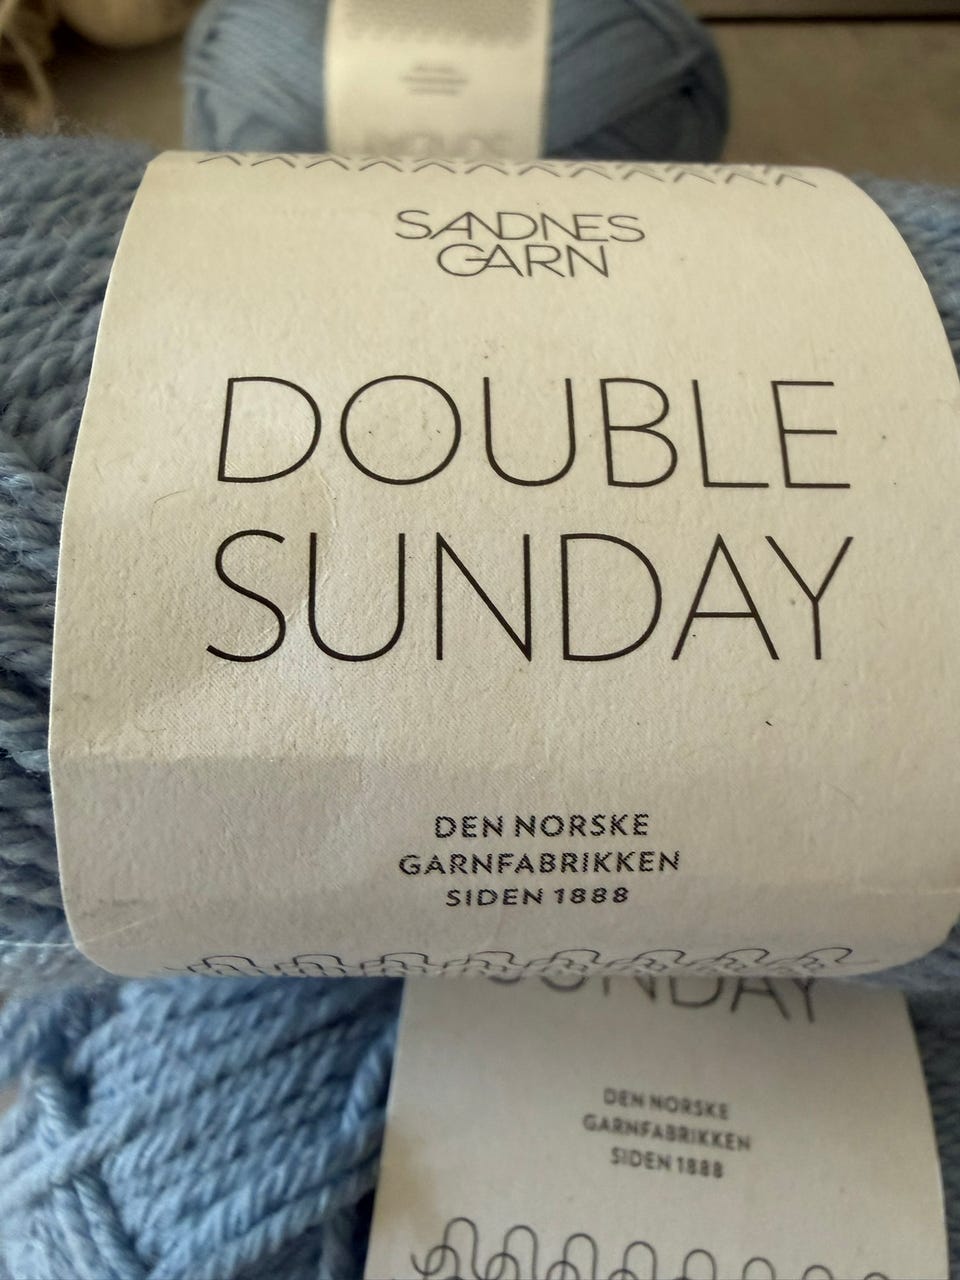 SANDNES
GARN
DOUBLE
SUNDAY
DEN NORSKE
GARNFABRIKKEN
SIDEN 1888
SUNDAY
DEN NORSKE
GARNFABRIKKEN
SIDEN 1888